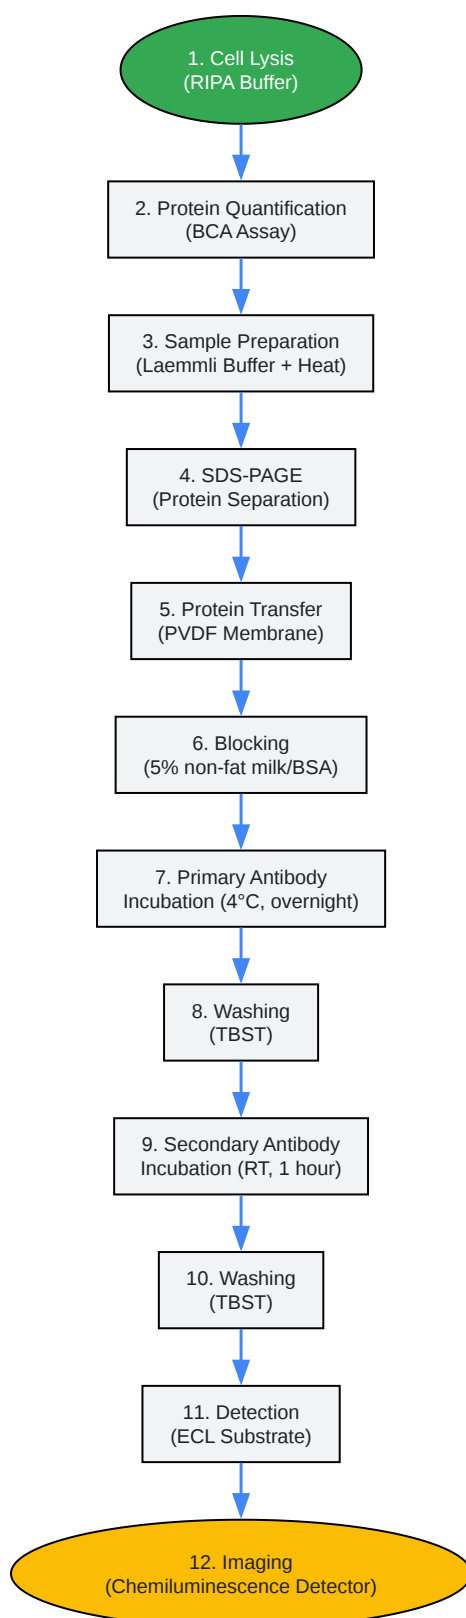 1. Cell Lysis
(RIPA Buffer)
2. Protein Quantification
(BCA Assay)
3. Sample Preparation
(Laemmli Buffer + Heat)
4. SDS-PAGE
(Protein Separation)
5. Protein Transfer
(PVDF Membrane)
6. Blocking
(5% non-fat milk/BSA)
7. Primary Antibody
Incubation (4°C, overnight)
8. Washing
(TBST)
9. Secondary Antibody
Incubation (RT, 1 hour)
10. Washing
(TBST)
11. Detection
(ECL Substrate)
12. Imaging
(Chemiluminescence Detector)